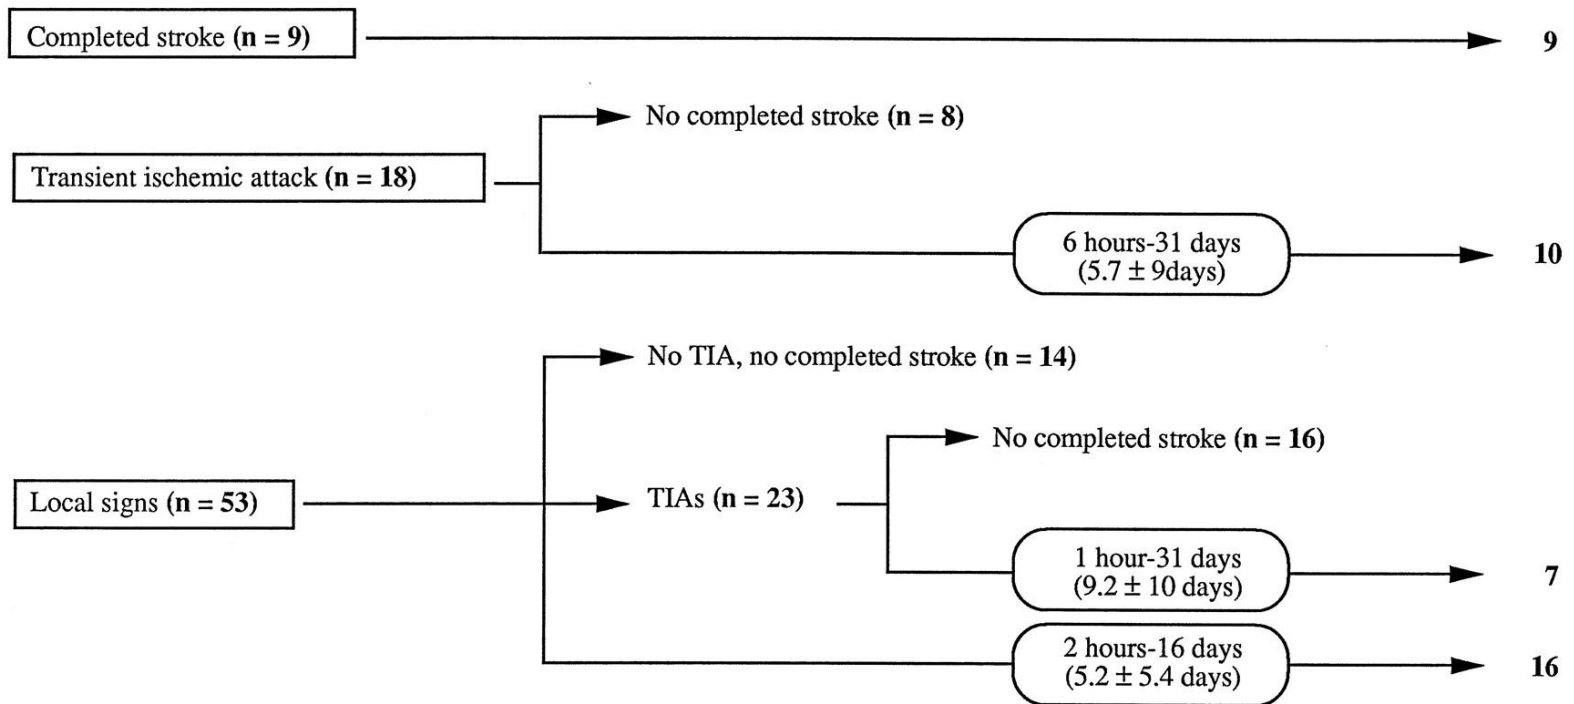 Completed stroke (n = 9)
9
No completed stroke (n = 8)
Transient ischemic attack (n = 18)
6 hours-31 days
(5.7 ± 9days)
10
No TIA, no completed stroke (n = 14)
No completed stroke (n = 16)
Local signs (n = 53)
TIAs (n = 23)
1 hour-31 days
(9.2 ± 10 days)
7
2 hours-16 days
(5.2 ± 5.4 days)
16